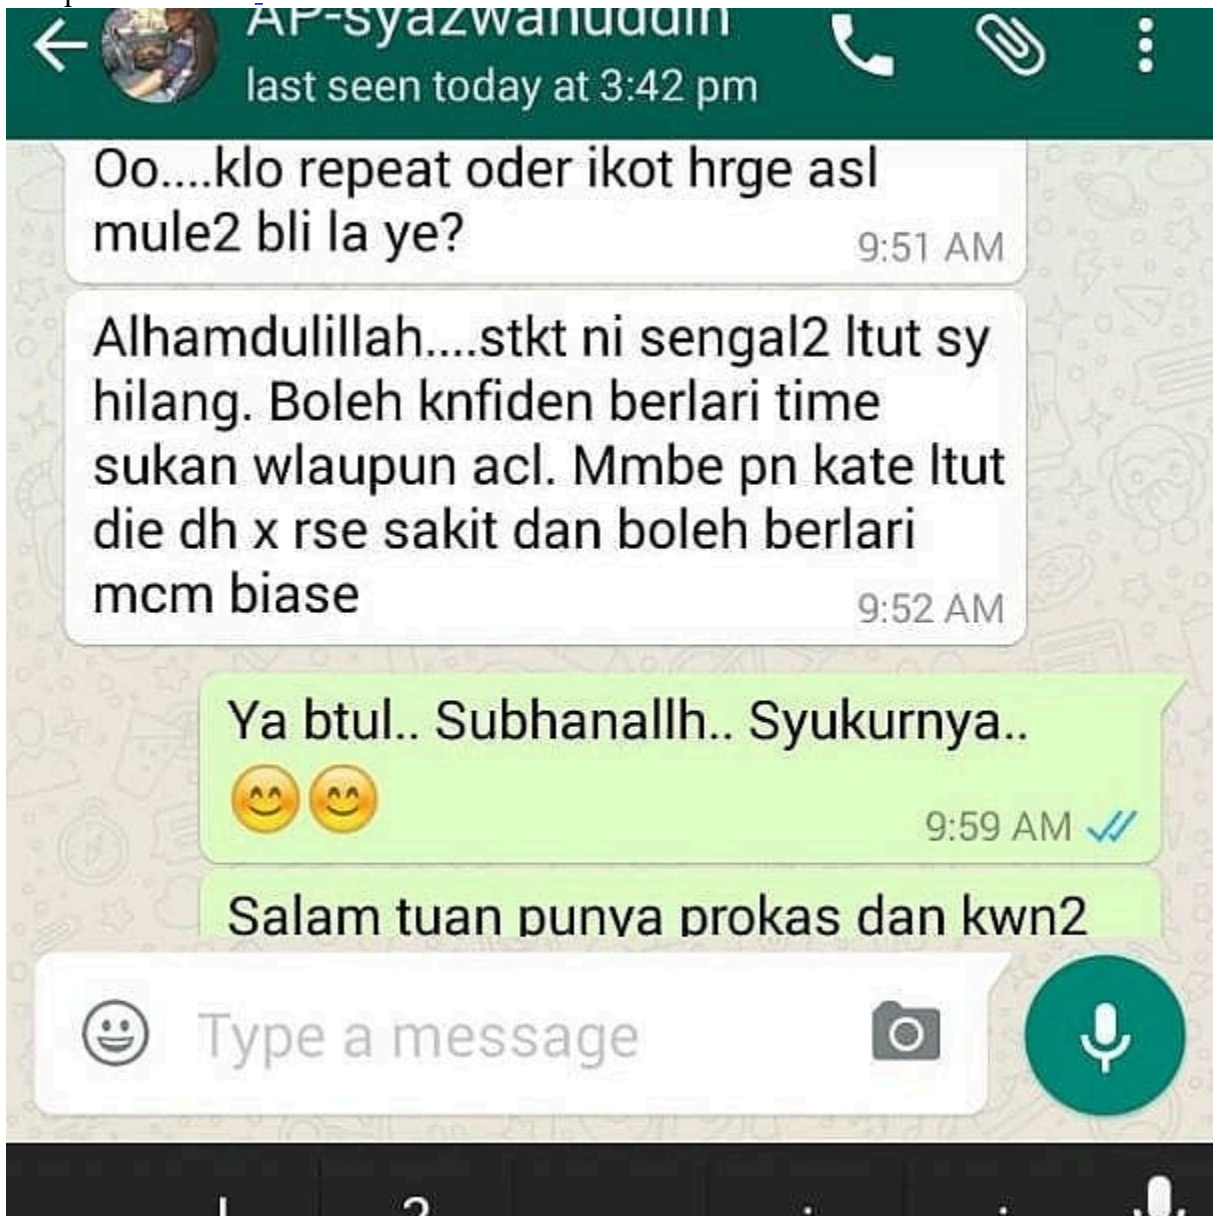 AP-syazwanuddin
last seen today at 3:42 pm
Oo....klo repeat oder ikot hrge asl
mule2 bli la ye?
9:51 AM
Alhamdulillah....stkt ni sengal2 ltut sy
hilang. Boleh knfiden berlari time
sukan wlaupun acl. Mmbe pn kate ltut
die dh x rse sakit dan boleh berlari
mcm biase
9:52 AM
Ya btul.. Subhanallh.. Syukurnya..
😊😊
9:59 AM
Salam tuan punya prokas dan kwn2
Type a message